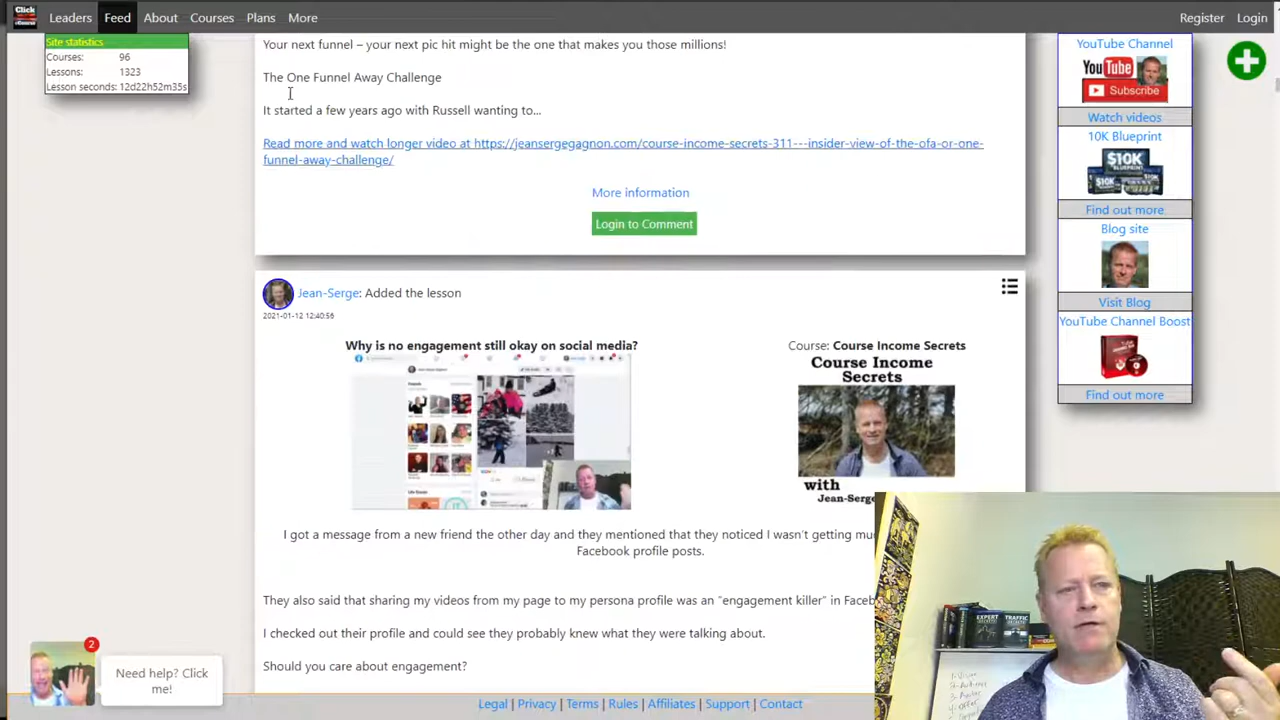 Click
eCourse
Leaders
Feed
About
Courses
Plans
More
Register
Login
Site statistics
Courses: 96
Lessons: 1323
Lesson seconds: 12d22h52m35s
Your next funnel – your next pic hit might be the one that makes you those millions!
The One Funnel Away Challenge
It started a few years ago with Russell wanting to...
Read more and watch longer video at https://jeansergegagnon.com/course-income-secrets-311---insider-view-of-the-ofa-or-one-
funnel-away-challenge/
More information
Login to Comment
Jean-Serge: Added the lesson
2021-01-12 12:40:56
Why is no engagement still okay on social media?
Course: Course Income Secrets
Course Income
Secrets
with
Jean-Serge
I got a message from a new friend the other day and they mentioned that they noticed I wasn't getting
Facebook profile posts.
They also said that sharing my videos from my page to my persona profile was an "engagement killer" in
I checked out their profile and could see they probably knew what they were talking about.
Should you care about engagement?
YouTube Channel
YouTube
Subscribe
Watch videos
10K Blueprint
$10K
Find out more
Blog site
Visit Blog
YouTube Channel Boost
Find out more
2
Need help? Click
me!
EXPERT
TRAFFIC
Legal | Privacy | Terms | Rules | Affiliates | Support | Contact